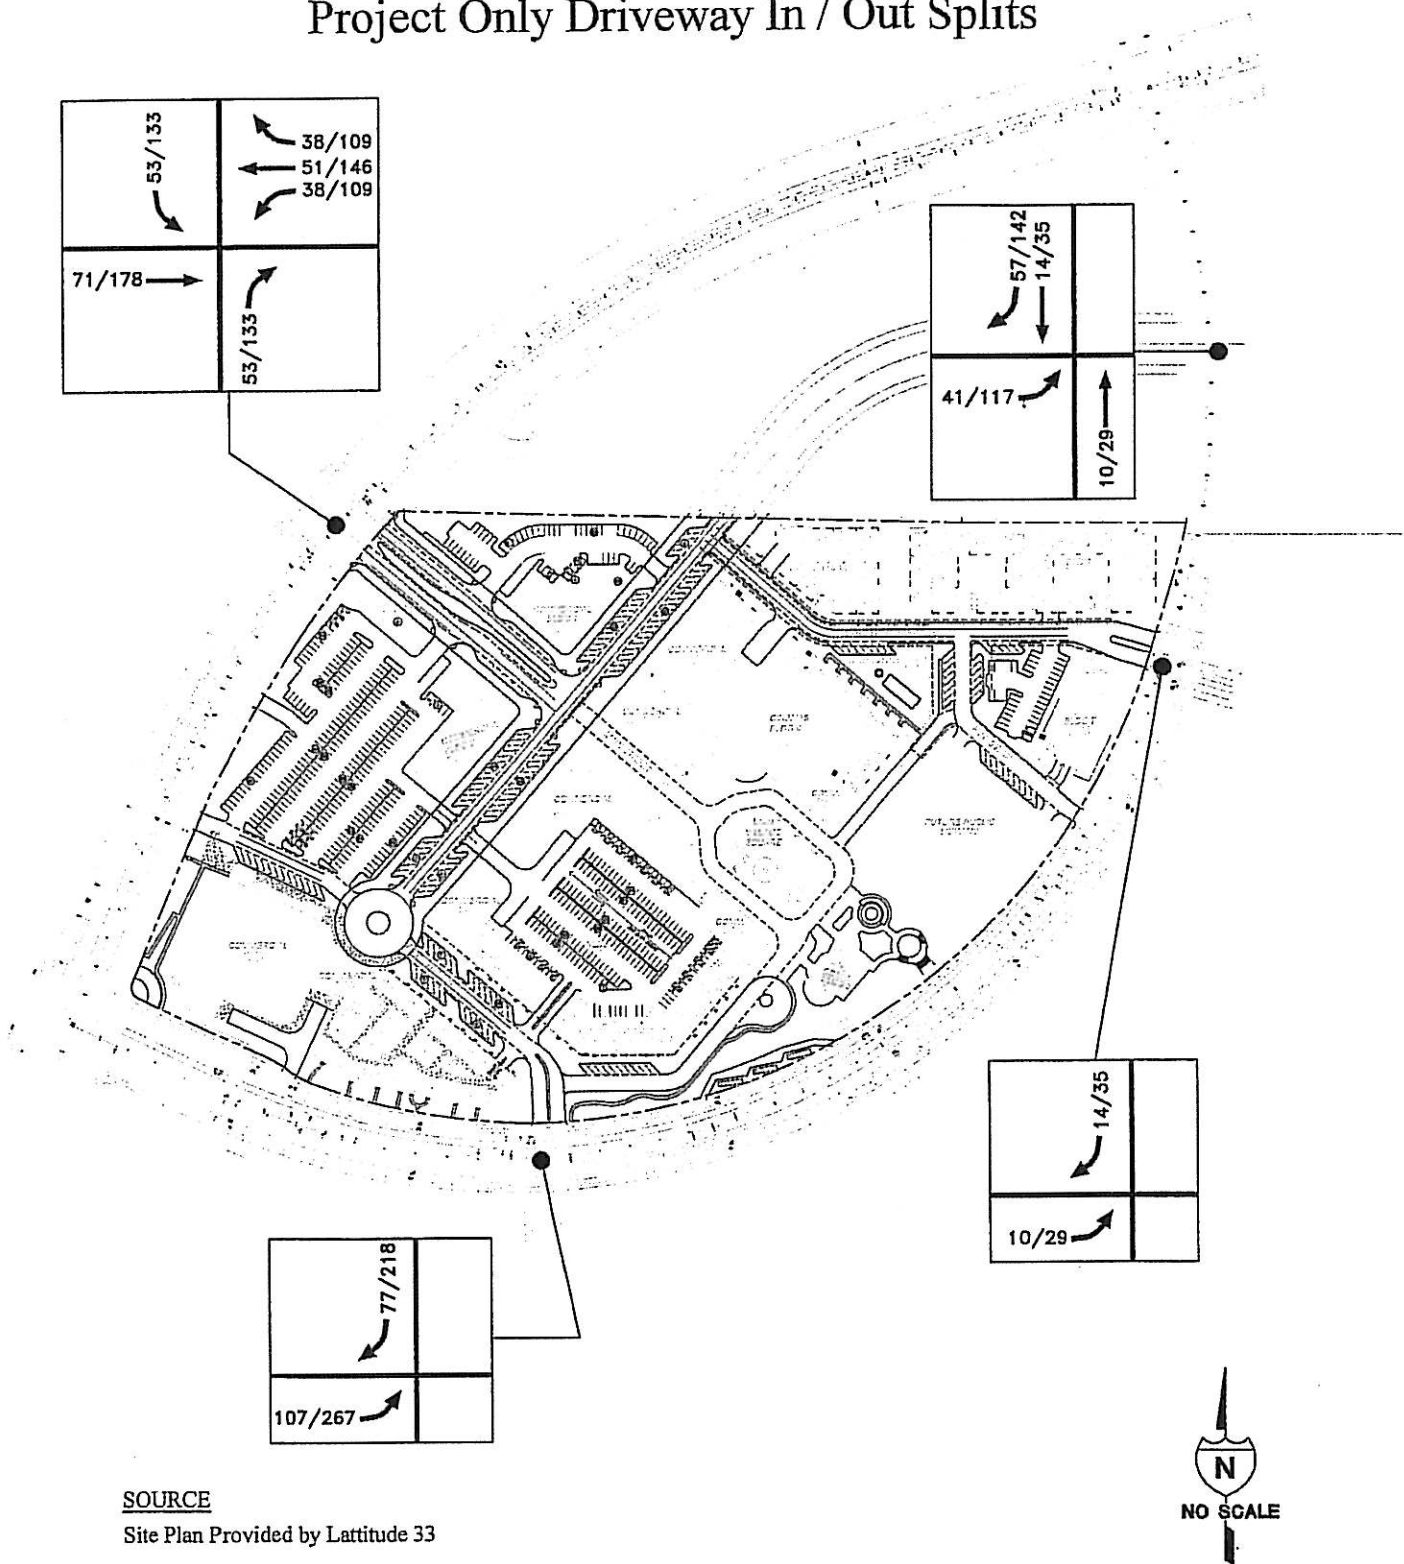 Project Only Driveway In / Out Splits
53/133
38/109
51/146
38/109
71/178
53/133
57/142
14/35
41/117
10/29
14/35
10/29
77/218
107/267
SOURCE
Site Plan Provided by Lattitude 33
N
NO SCALE